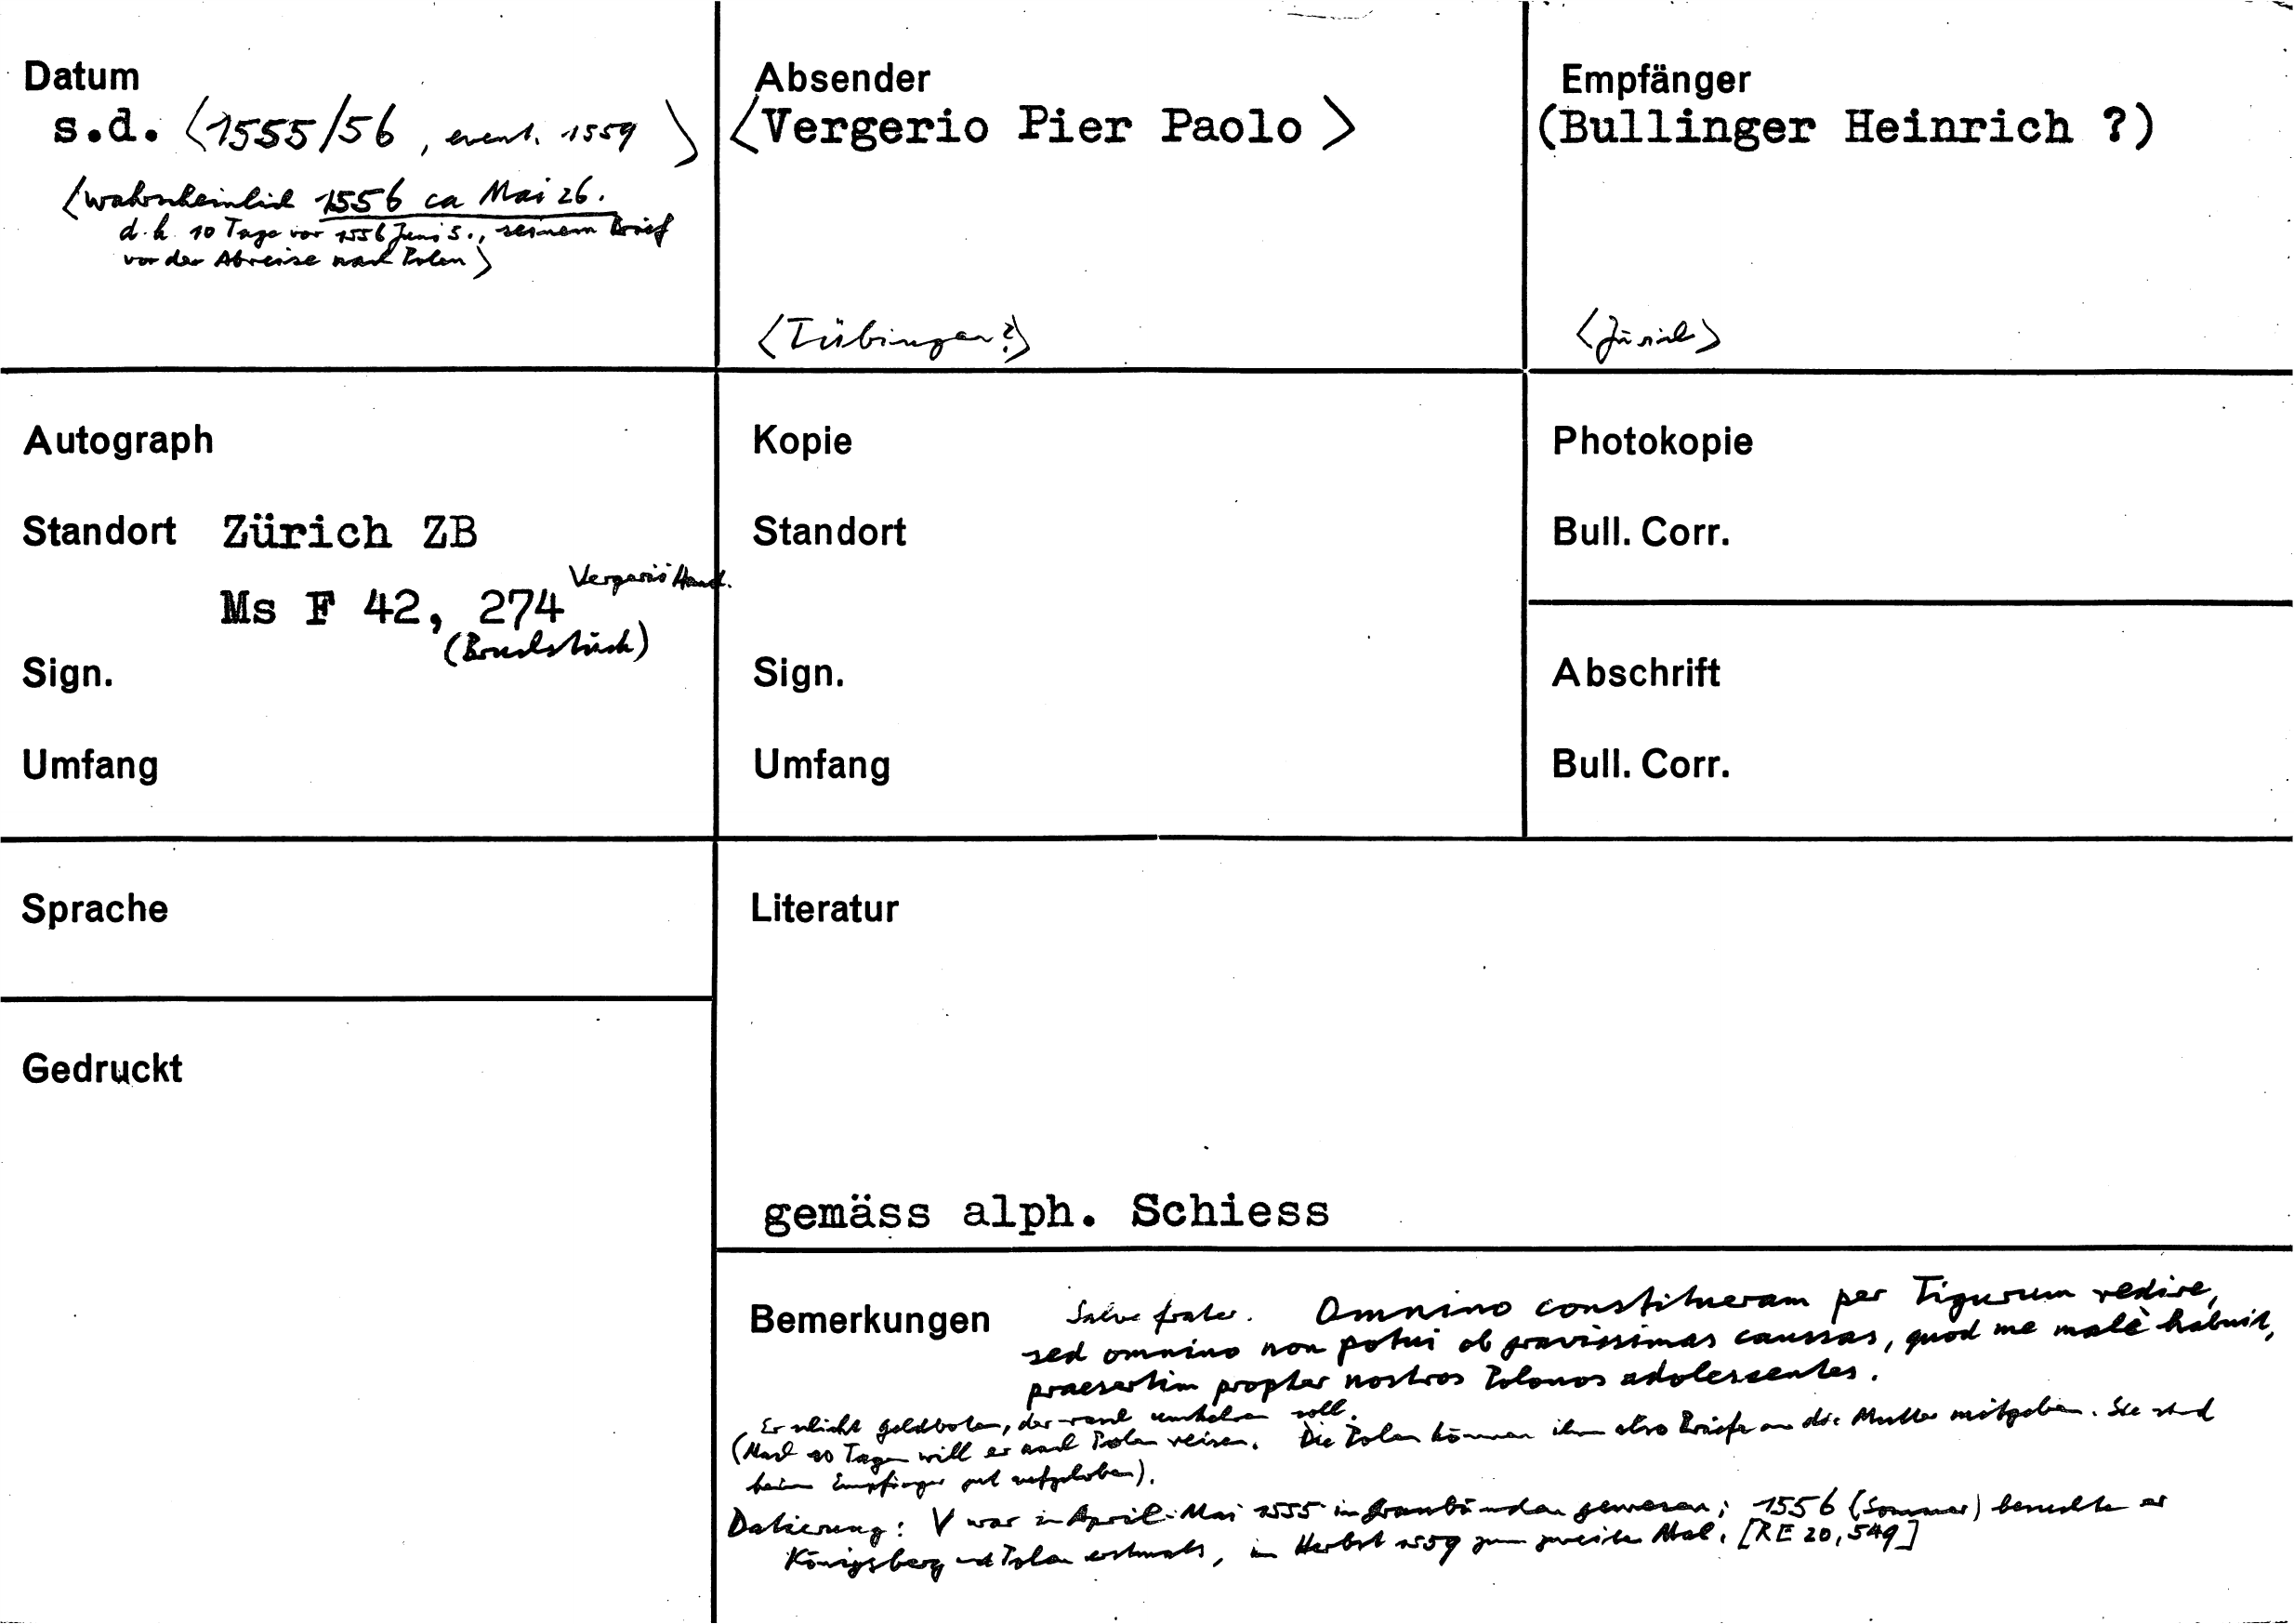 Datum
s.d. <1555/56, event. 1559>
<wahrscheinlich 1556 ca Mai 26.
d.h. 10 Tage vor 1556 Juni 5., seinem Brief
vor der Abreise nach Polen>
Absender
<Vergerio Pier Paolo>
<Tübingen?>
Empfänger
(Bullinger Heinrich ?)
<Zürich>
Autograph
Standort Zürich ZB
Ms F 42, 274 Vergerios Hand.
(Bruchstück)
Sign.
Umfang
Kopie
Standort
Sign.
Umfang
Photokopie
Bull. Corr.
Abschrift
Bull. Corr.
Sprache
Gedruckt
Literatur
gemäss alph. Schiess
Bemerkungen Salve frater. Omnino constitueram per Tigurum redire,
sed omnino non potui ob gravissimas caussas, quod me malè habuit,
praesertim propter nostros Polonos adolescentes.
Er schickt Geldboten, der rasch umkehren soll.
(Nach 10 Tagen will er nach Polen reisen. Die Polen können ihm also Briefe an die Mutter mitgeben. Sie sind
beim Empfänger gut aufgehoben).
Datierung: V war in April-Mai 1555 in Graubünden gewesen; 1556 (Sommer) besuchte er
Königsberg und Polen erstmals, im Herbst 1559 zum zweiten Mal. [RE 20,549]